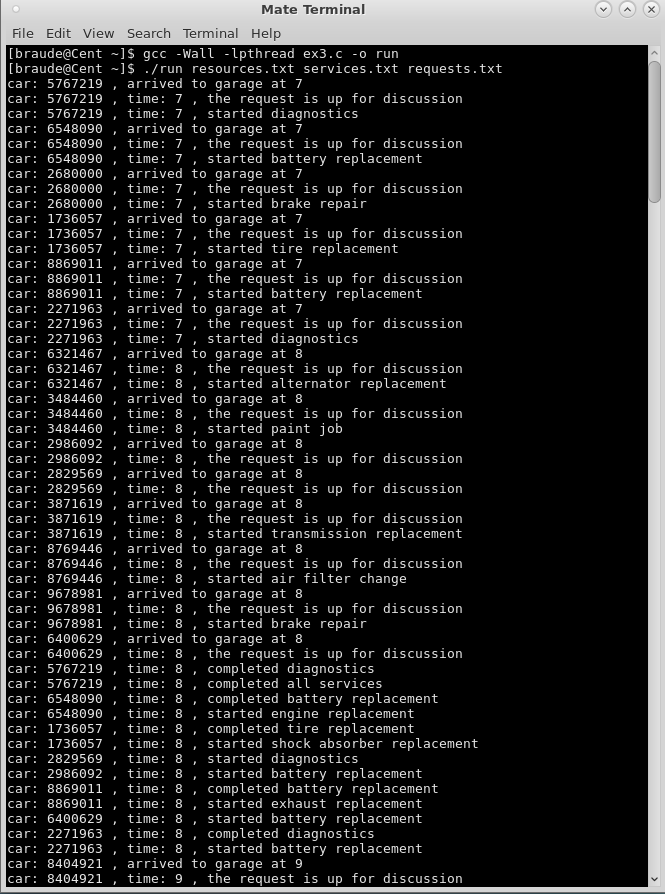 Mate Terminal
File Edit View Search Terminal Help
[braude@Cent ~]$ gcc -Wall -lpthread ex3.c -o run
[braude@Cent ~]$ ./run resources.txt services.txt requests.txt
car: 5767219 , arrived to garage at 7
car: 5767219 , time: 7 , the request is up for discussion
car: 5767219 , time: 7 , started diagnostics
car: 6548090 , arrived to garage at 7
car: 6548090 , time: 7 , the request is up for discussion
car: 6548090 , time: 7 , started battery replacement
car: 2680000 , arrived to garage at 7
car: 2680000 , time: 7 , the request is up for discussion
car: 2680000 , time: 7 , started brake repair
car: 1736057 , arrived to garage at 7
car: 1736057 , time: 7 , the request is up for discussion
car: 1736057 , time: 7 , started tire replacement
car: 8869011 , arrived to garage at 7
car: 8869011 , time: 7 , the request is up for discussion
car: 8869011 , time: 7 , started battery replacement
car: 2271963 , arrived to garage at 7
car: 2271963 , time: 7 , the request is up for discussion
car: 2271963 , time: 7 , started diagnostics
car: 6321467 , arrived to garage at 8
car: 6321467 , time: 8 , the request is up for discussion
car: 6321467 , time: 8 , started alternator replacement
car: 3484460 , arrived to garage at 8
car: 3484460 , time: 8 , the request is up for discussion
car: 3484460 , time: 8 , started paint job
car: 2986092 , arrived to garage at 8
car: 2986092 , time: 8 , the request is up for discussion
car: 2829569 , arrived to garage at 8
car: 2829569 , time: 8 , the request is up for discussion
car: 3871619 , arrived to garage at 8
car: 3871619 , time: 8 , the request is up for discussion
car: 3871619 , time: 8 , started transmission replacement
car: 8769446 , arrived to garage at 8
car: 8769446 , time: 8 , the request is up for discussion
car: 8769446 , time: 8 , started air filter change
car: 9678981 , arrived to garage at 8
car: 9678981 , time: 8 , the request is up for discussion
car: 9678981 , time: 8 , started brake repair
car: 6400629 , arrived to garage at 8
car: 6400629 , time: 8 , the request is up for discussion
car: 5767219 , time: 8 , completed diagnostics
car: 5767219 , time: 8 , completed all services
car: 6548090 , time: 8 , completed battery replacement
car: 6548090 , time: 8 , started engine replacement
car: 1736057 , time: 8 , completed tire replacement
car: 1736057 , time: 8 , started shock absorber replacement
car: 2829569 , time: 8 , started diagnostics
car: 2986092 , time: 8 , started battery replacement
car: 8869011 , time: 8 , completed battery replacement
car: 8869011 , time: 8 , started exhaust replacement
car: 6400629 , time: 8 , started battery replacement
car: 2271963 , time: 8 , completed diagnostics
car: 2271963 , time: 8 , started battery replacement
car: 8404921 , arrived to garage at 9
car: 8404921 , time: 9 , the request is up for discussion